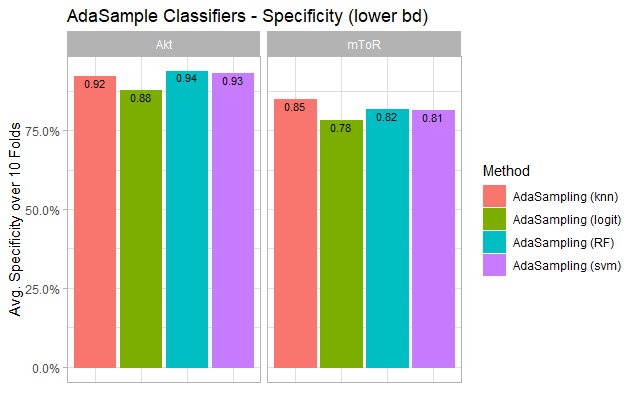 AdaSample Classifiers - Specificity (lower bd)
Akt
mToR
Avg. Specificity over 10 Folds
75.0%
50.0%
25.0%
0.0%
0.92
0.88
0.94
0.93
0.85
0.78
0.82
0.81
Method
AdaSampling (knn)
AdaSampling (logit)
AdaSampling (RF)
AdaSampling (svm)